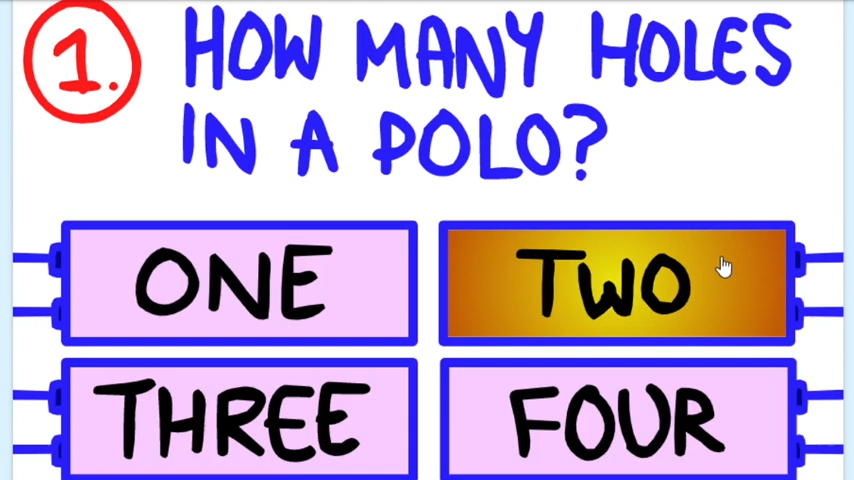 1.
HOW MANY HOLES
IN A POLO?
ONE
TWO
THREE
FOUR